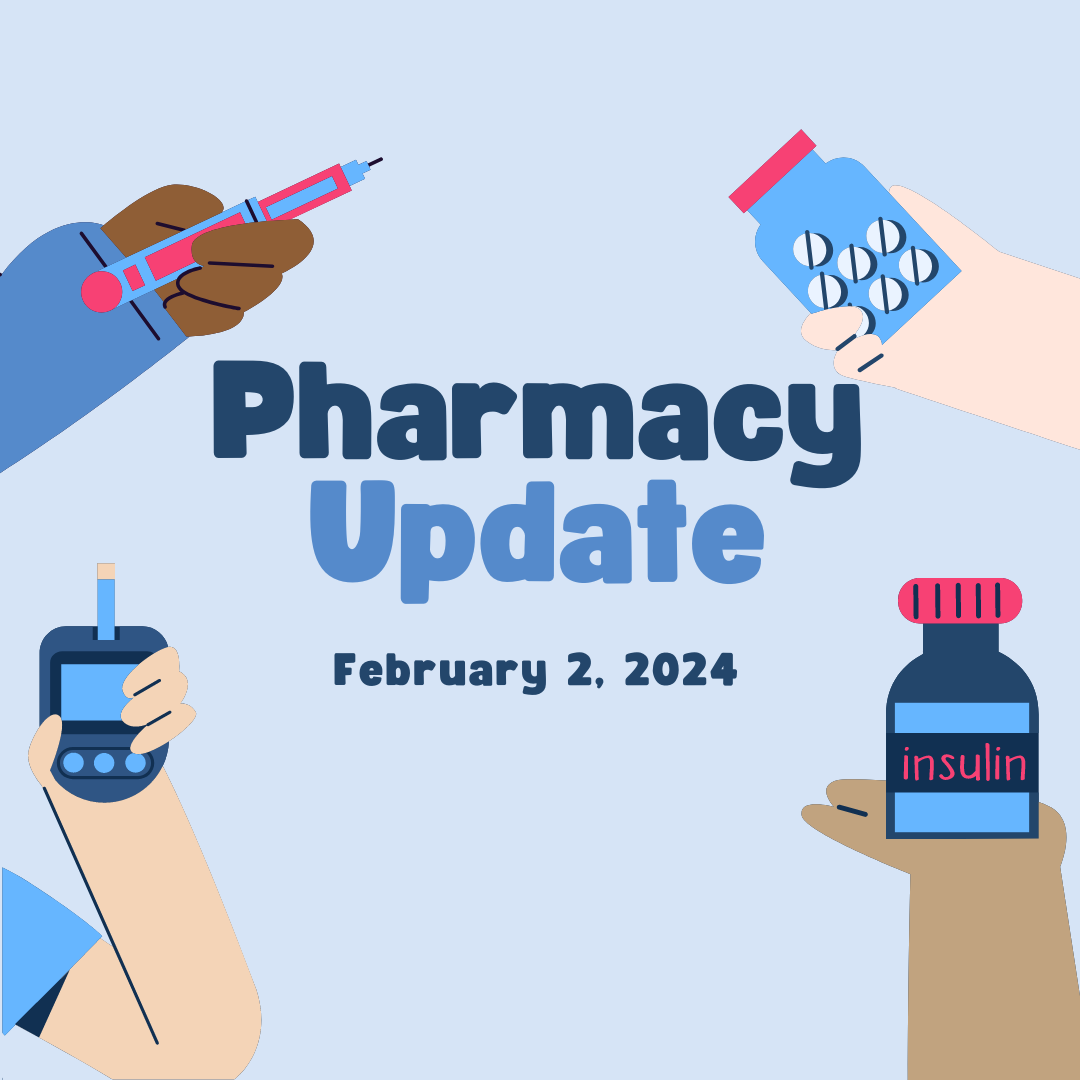 Pharmacy
Update
February 2, 2024
insulin